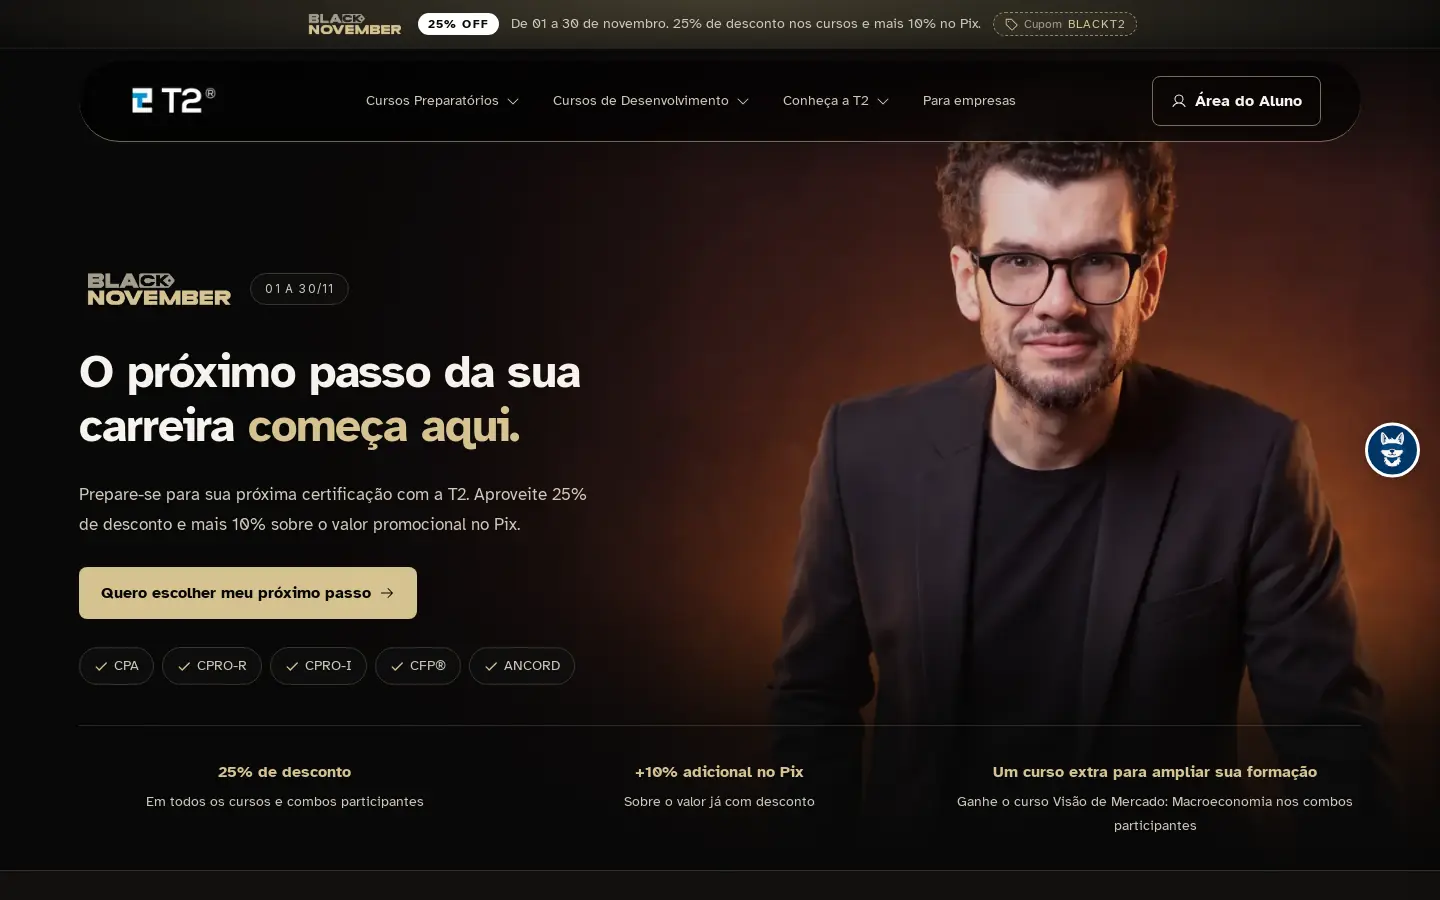 BLACK
NOVEMBER
25% OFF
De 01 a 30 de novembro. 25% de desconto nos cursos e mais 10% no Pix.
Cupom BLACKT2
T2®
Cursos Preparatórios
Cursos de Desenvolvimento
Conheça a T2
Para empresas
Área do Aluno
BLACK
NOVEMBER
01 A 30/11
O próximo passo da sua
carreira começa aqui.
Prepare-se para sua próxima certificação com a T2. Aproveite 25%
de desconto e mais 10% sobre o valor promocional no Pix.
Quero escolher meu próximo passo
CPA
CPRO-R
CPRO-I
CFP®
ANCORD
25% de desconto
Em todos os cursos e combos participantes
+10% adicional no Pix
Sobre o valor já com desconto
Um curso extra para ampliar sua formação
Ganhe o curso Visão de Mercado: Macroeconomia nos combos
participantes